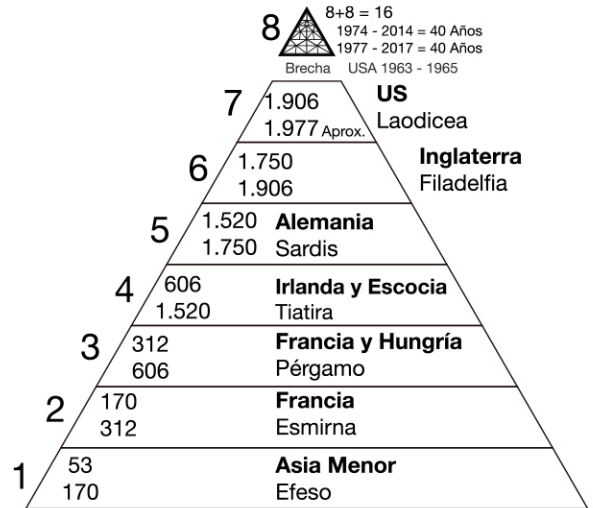 8
8+8 = 16
1974 - 2014 = 40 Años
1977 - 2017 = 40 Años
Brecha USA 1963 - 1965
7 1.906 US
1.977 Aprox. Laodicea
6 1.750 Inglaterra
1.906 Filadelfia
5 1.520 Alemania
1.750 Sardis
4 606 Irlanda y Escocia
1.520 Tiatira
3 312 Francia y Hungría
606 Pérgamo
2 170 Francia
312 Esmirna
1 53 Asia Menor
170 Efeso